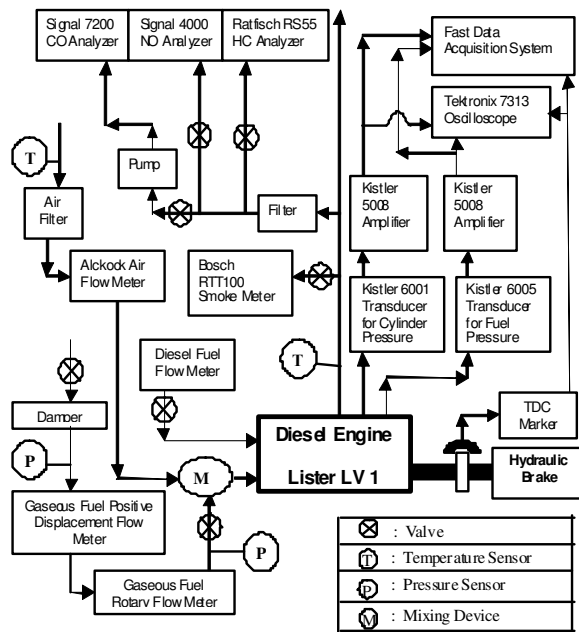 Signal 7200
CO Analyzer
Signal 4000
NO Analyzer
Ratfisch RS55
HC Analyzer
Fast Data
Acquisition System
Tektronix 7313
Oscilloscope
T
Pump
Air
Filter
Filter
Kistler
5008
Amplifier
Kistler
5008
Amplifier
Alckock Air
Flow Meter
Bosch
RTT100
Smoke Meter
Kistler 6001
Transducer
for Cylinder
Pressure
Kistler 6005
Transducer
for Fuel
Pressure
Diesel Fuel
Flow Meter
T
Damper
TDC
Marker
P
Diesel Engine
Lister LV 1
Hydraulic
Brake
M
Gaseous Fuel Positive
Displacement Flow
Meter
P
Gaseous Fuel
Rotary Flow Meter
: Valve
T : Temperature Sensor
P : Pressure Sensor
M : Mixing Device